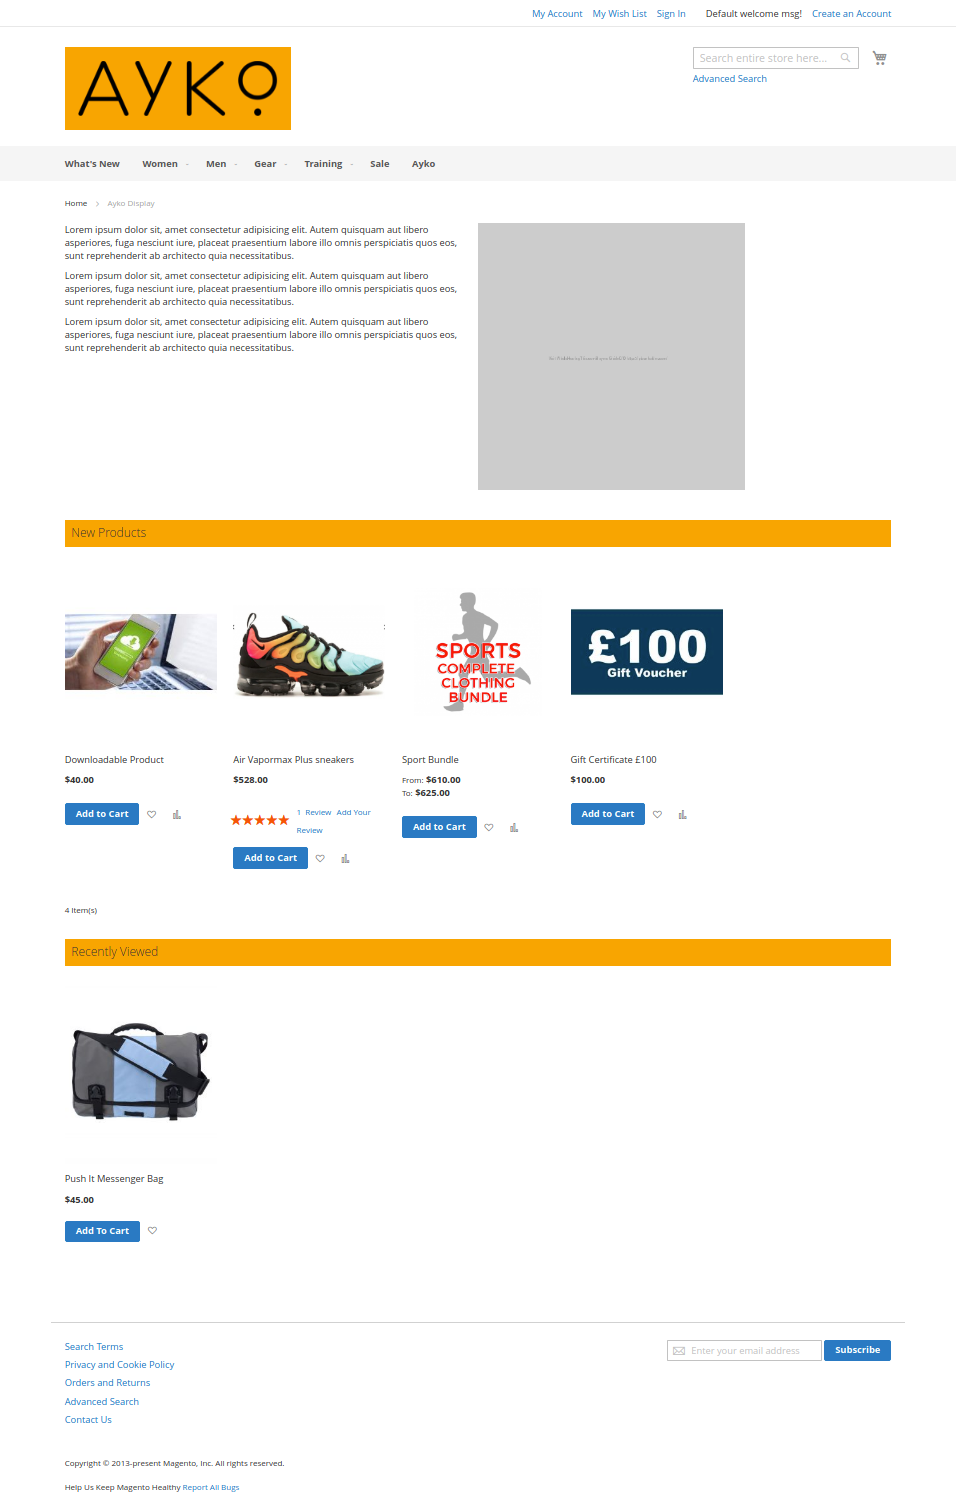 My Account My Wish List Sign In Default welcome msg! Create an Account
AYKO
Search entire store here...
Advanced Search
What's New Women Men Gear Training Sale Ayko
Home › Ayko Display
Lorem ipsum dolor sit, amet consectetur adipisicing elit. Autem quisquam aut libero
asperiores, fuga nesciunt iure, placeat praesentium labore illo omnis perspiciatis quos eos,
sunt reprehenderit ab architecto quia necessitatibus.
Lorem ipsum dolor sit, amet consectetur adipisicing elit. Autem quisquam aut libero
asperiores, fuga nesciunt iure, placeat praesentium labore illo omnis perspiciatis quos eos,
sunt reprehenderit ab architecto quia necessitatibus.
Lorem ipsum dolor sit, amet consectetur adipisicing elit. Autem quisquam aut libero
asperiores, fuga nesciunt iure, placeat praesentium labore illo omnis perspiciatis quos eos,
sunt reprehenderit ab architecto quia necessitatibus.
New Products
SPORTS
COMPLETE
CLOTHING
BUNDLE
£100
Gift Voucher
Downloadable Product
$40.00
Add to Cart
Air Vapormax Plus sneakers
$528.00
1 Review Add Your
Review
Add to Cart
Sport Bundle
From: $610.00
To: $625.00
Add to Cart
Gift Certificate £100
$100.00
Add to Cart
4 Item(s)
Recently Viewed
Push It Messenger Bag
$45.00
Add To Cart
Search Terms
Privacy and Cookie Policy
Orders and Returns
Advanced Search
Contact Us
Enter your email address
Subscribe
Copyright © 2013-present Magento, Inc. All rights reserved.
Help Us Keep Magento Healthy Report All Bugs